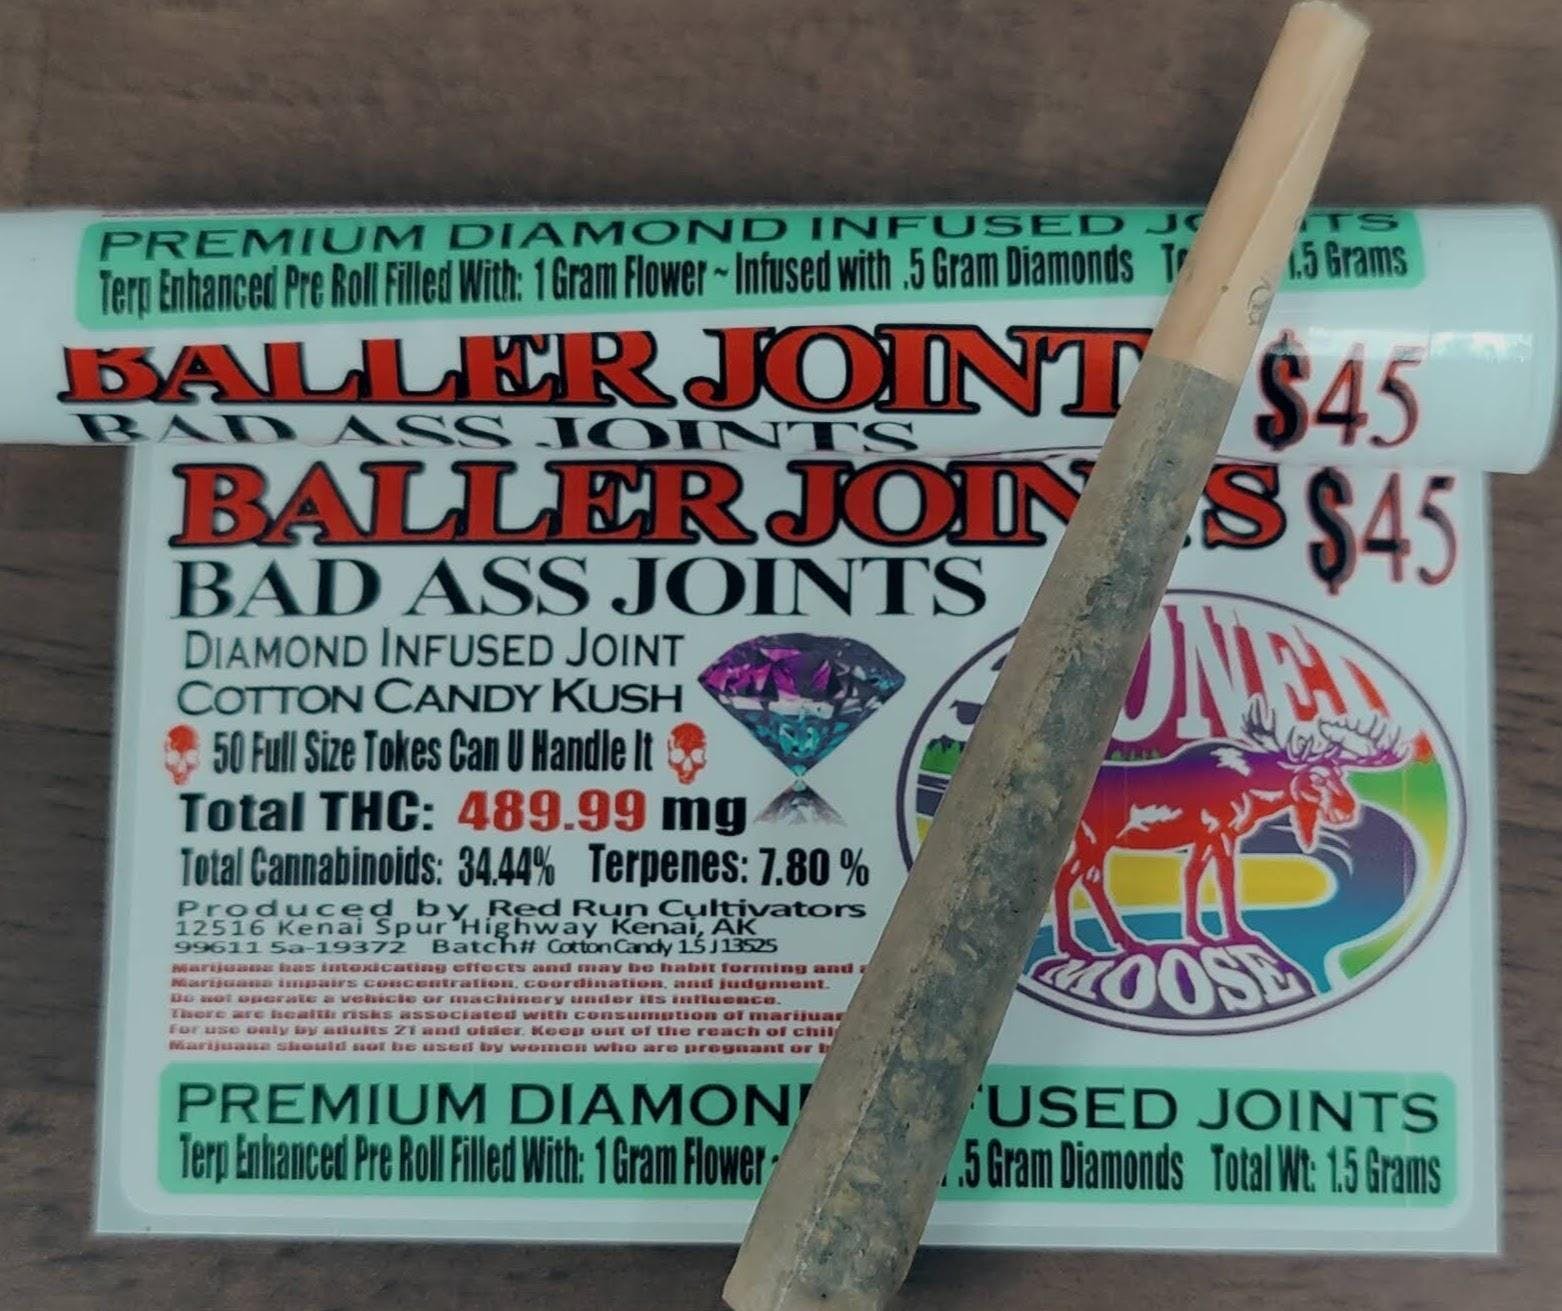 PREMIUM DIAMOND INFUSED
Terp Enhanced Pre Roll Filled With: 1 Gram Flower ~ Infused with .5 Gram Diamonds 1.5 Grams
BALLER JOINT $45
BAD ASS JOINTS
BALLER JOINTS $45
BAD ASS JOINTS
DIAMOND INFUSED JOINT
COTTON CANDY KUSH
50 Full Size Tokes Can U Handle It
Total THC: 489.99 mg
Total Cannabinoids: 34.44% Terpenes: 7.80 %
Produced by Red Run Cultivators
12516 Kenai Spur Highway Kenai, AK
99611 5a-19372 Batch# Cotton Candy 1.5 J 13525
Marijuana has intoxicating effects and may be habit forming and
Marijuana impairs concentration, coordination, and judgment.
Do not operate a vehicle or machinery under its influence.
There are health risks associated with consumption of
For use only by adults 21 and older. Keep out of the reach of
Marijuana should not be used by women who are pregnant or
MOOSE
PREMIUM DIAMON FUSED JOINTS
Terp Enhanced Pre Roll Filled With: 1 Gram Flower .5 Gram Diamonds Total Wt: 1.5 Grams